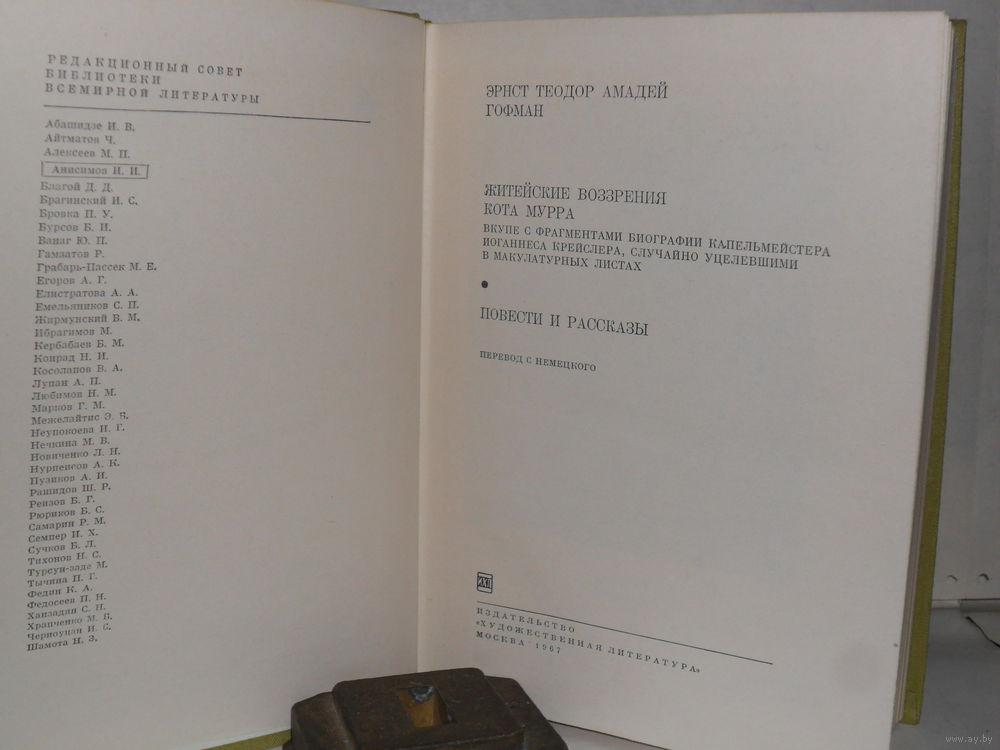 РЕДАКЦИОННЫЙ СОВЕТ
БИБЛИОТЕКИ
ВСЕМИРНОЙ ЛИТЕРАТУРЫ
Абашидзе И. В.
Айтматов Ч.
Алексеев М. П.
Анисимов И. И.
Благой Д. Д.
Брагинский И. С.
Бровка П. У.
Бурсов Б. И.
Ванаг Ю. П.
Гамзатов Р.
Грабарь-Пассек М. Е.
Егоров А. Г.
Елистратова А. А.
Емельяников С. П.
Жирмунский В. М.
Ибрагимов М.
Кербабаев Б. М.
Конрад Н. И.
Косолапов В. А.
Лупан А. П.
Любимов Н. М.
Марков Г. М.
Межелайтис Э. Б.
Неупокоева И. Г.
Нечкина М. В.
Новиченко Л. Н.
Нурпеисов А. К.
Пузиков А. И.
Рашидов Ш. Р.
Реизов Б. Г.
Рюриков Б. С.
Самарин Р. М.
Семпер И. Х.
Сучков Б. Л.
Тихонов Н. С.
Турсун-заде М.
Тычина П. Г.
Федин К. А.
Федосеев П. Н.
Ханзадян С. Н.
Храпченко М. Б.
Черноуцан И. С.
Шамота Н. З.
ЭРНСТ ТЕОДОР АМАДЕЙ
ГОФМАН
ЖИТЕЙСКИЕ ВОЗЗРЕНИЯ
КОТА МУРРА
ВКУПЕ С ФРАГМЕНТАМИ БИОГРАФИИ КАПЕЛЬМЕЙСТЕРА
ИОГАННЕСА КРЕЙСЛЕРА, СЛУЧАЙНО УЦЕЛЕВШИМИ
В МАКУЛАТУРНЫХ ЛИСТАХ
ПОВЕСТИ И РАССКАЗЫ
ПЕРЕВОД С НЕМЕЦКОГО
ИЗДАТЕЛЬСТВО
«ХУДОЖЕСТВЕННАЯ ЛИТЕРАТУРА»
МОСКВА 1967
www.ay.by